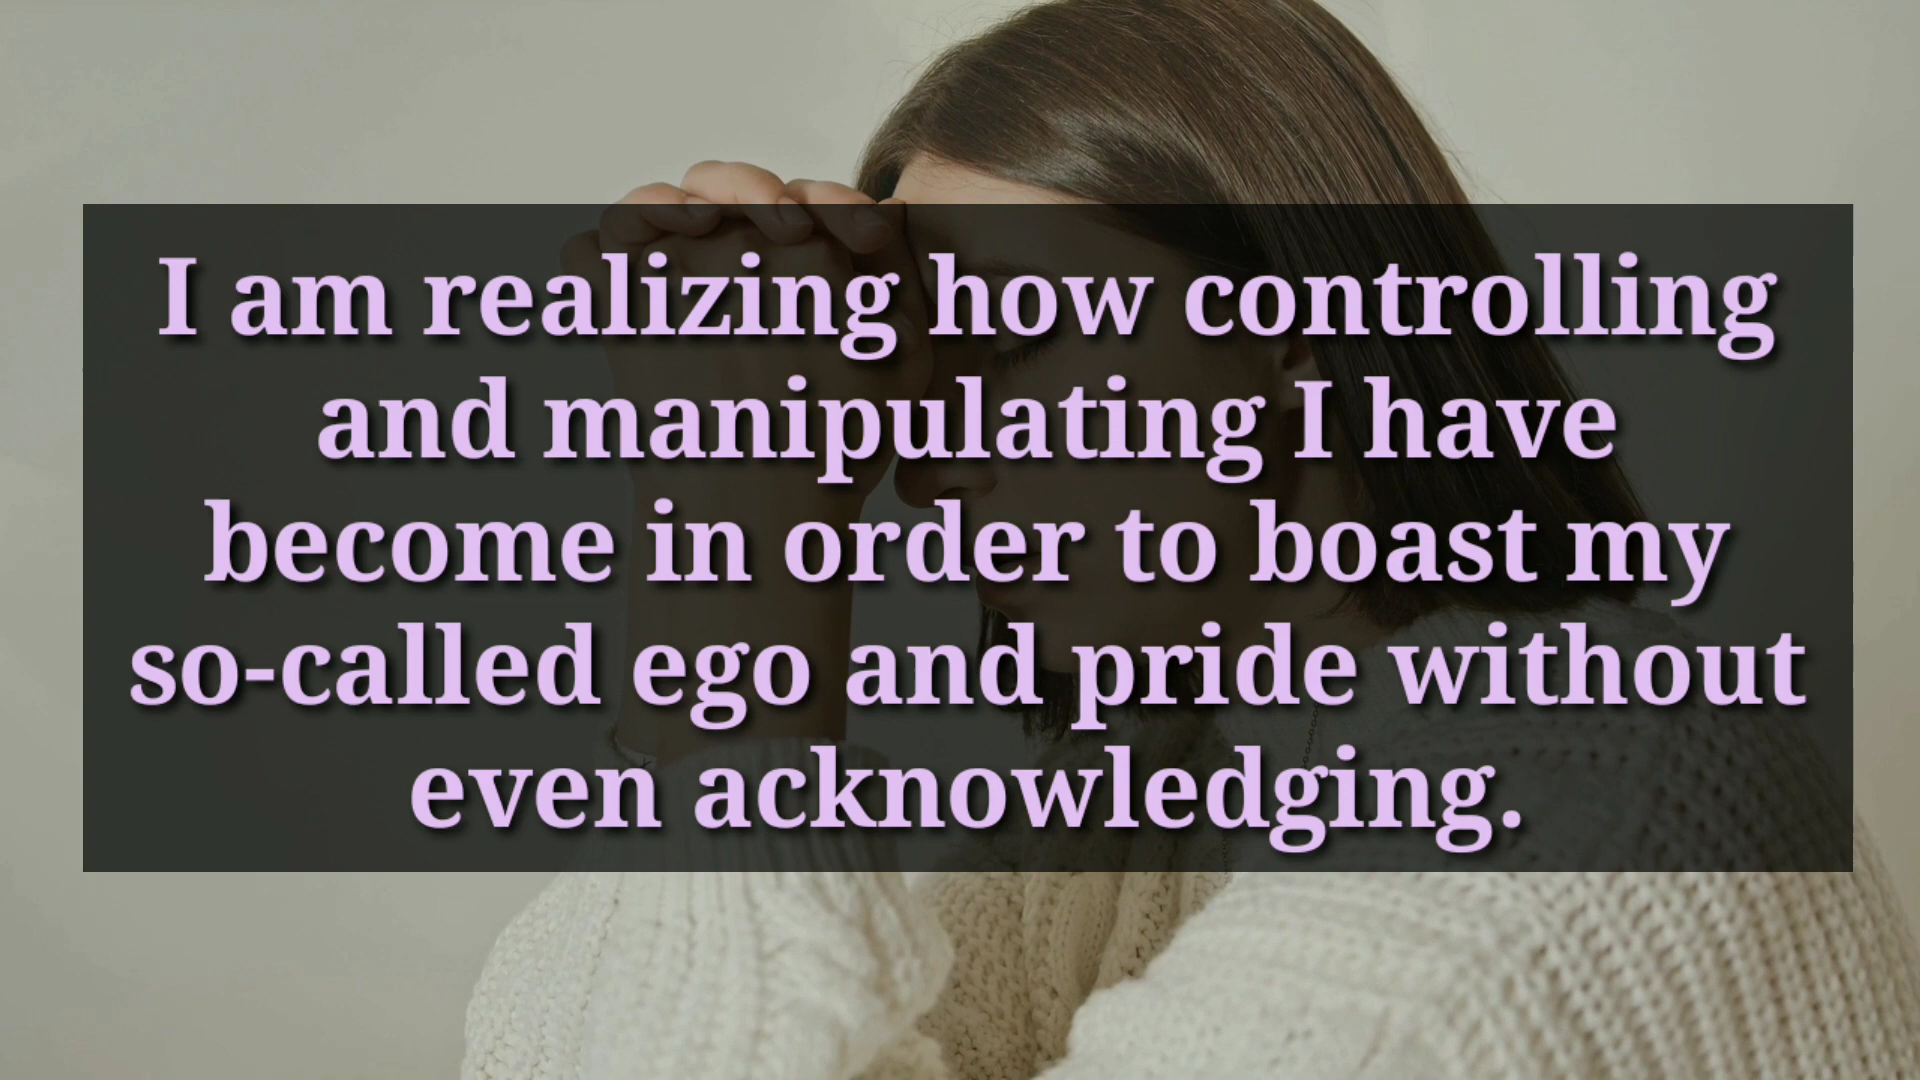 I am realizing how controlling
and manipulating I have
become in order to boast my
so-called ego and pride without
even acknowledging.